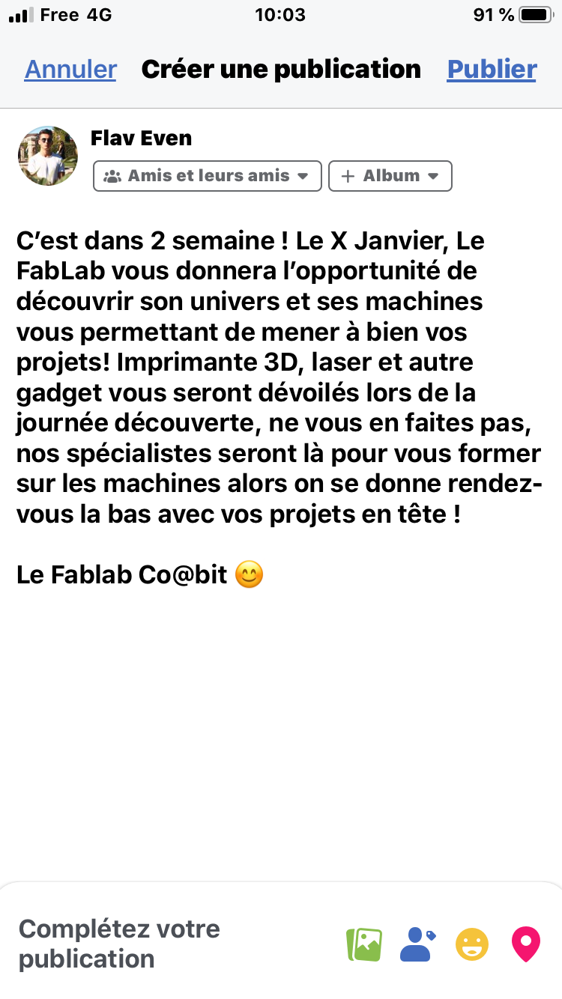 Free 4G 10:03 91 %
Annuler Créer une publication Publier
Flav Even
Amis et leurs amis + Album
C’est dans 2 semaine ! Le X Janvier, Le
FabLab vous donnera l’opportunité de
découvrir son univers et ses machines
vous permettant de mener à bien vos
projets! Imprimante 3D, laser et autre
gadget vous seront dévoilés lors de la
journée découverte, ne vous en faites pas,
nos spécialistes seront là pour vous former
sur les machines alors on se donne rendez-
vous la bas avec vos projets en tête !
Le Fablab Co@bit 😊
Complétez votre
publication